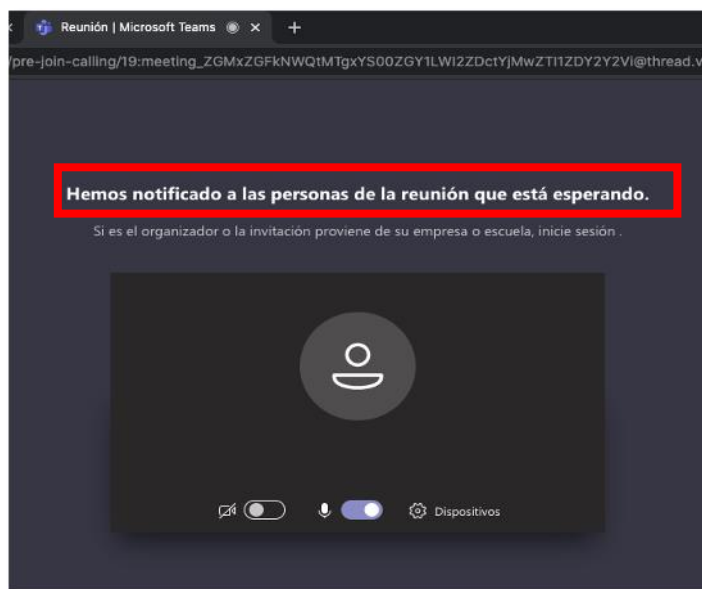 Reunión | Microsoft Teams
/pre-join-calling/19:meeting_ZGMxZGFkNWQtMTgxYS00ZGY1LWI2ZDctYjMwZTI1ZDY2Y2Vi@thread.v
Hemos notificado a las personas de la reunión que está esperando.
Si es el organizador o la invitación proviene de su empresa o escuela, inicie sesión .
Dispositivos